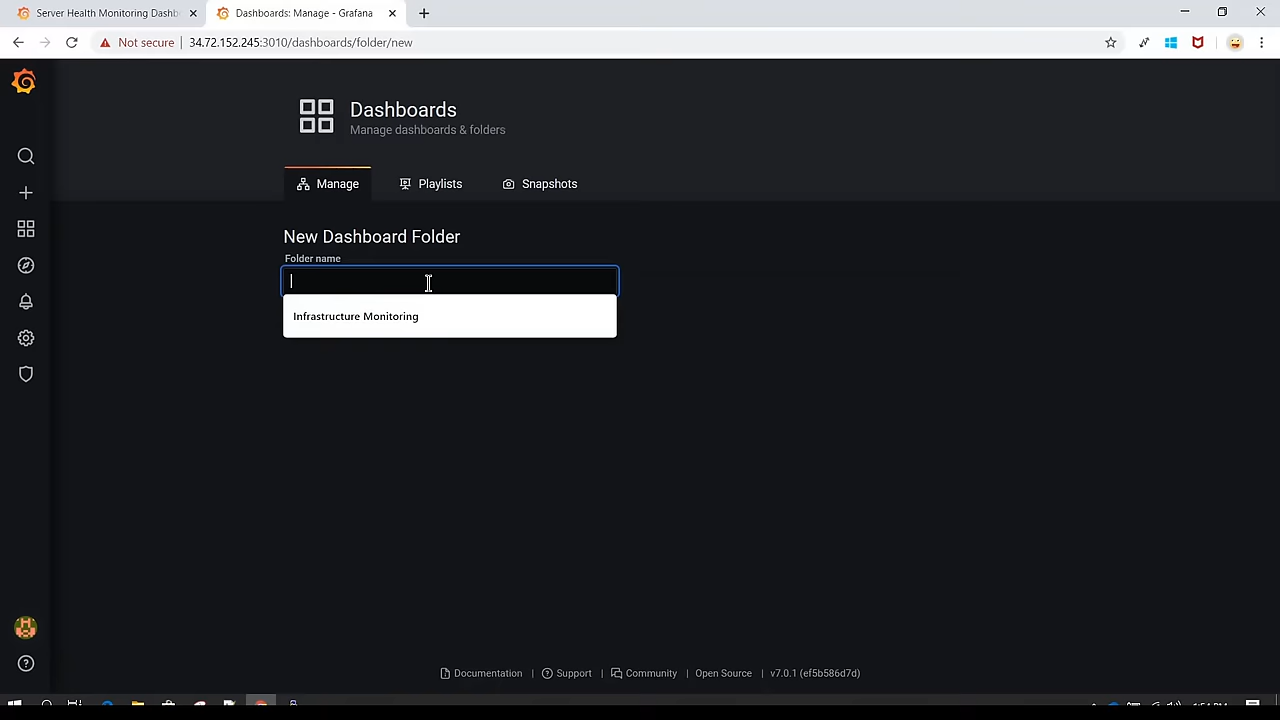 Server Health Monitoring Dashb
Dashboards: Manage - Grafana
Not secure
34.72.152.245:3010/dashboards/folder/new
Dashboards
Manage dashboards & folders
Manage
Playlists
Snapshots
New Dashboard Folder
Folder name
Infrastructure Monitoring
Documentation | Support | Community | Open Source | v7.0.1 (ef5b586d7d)